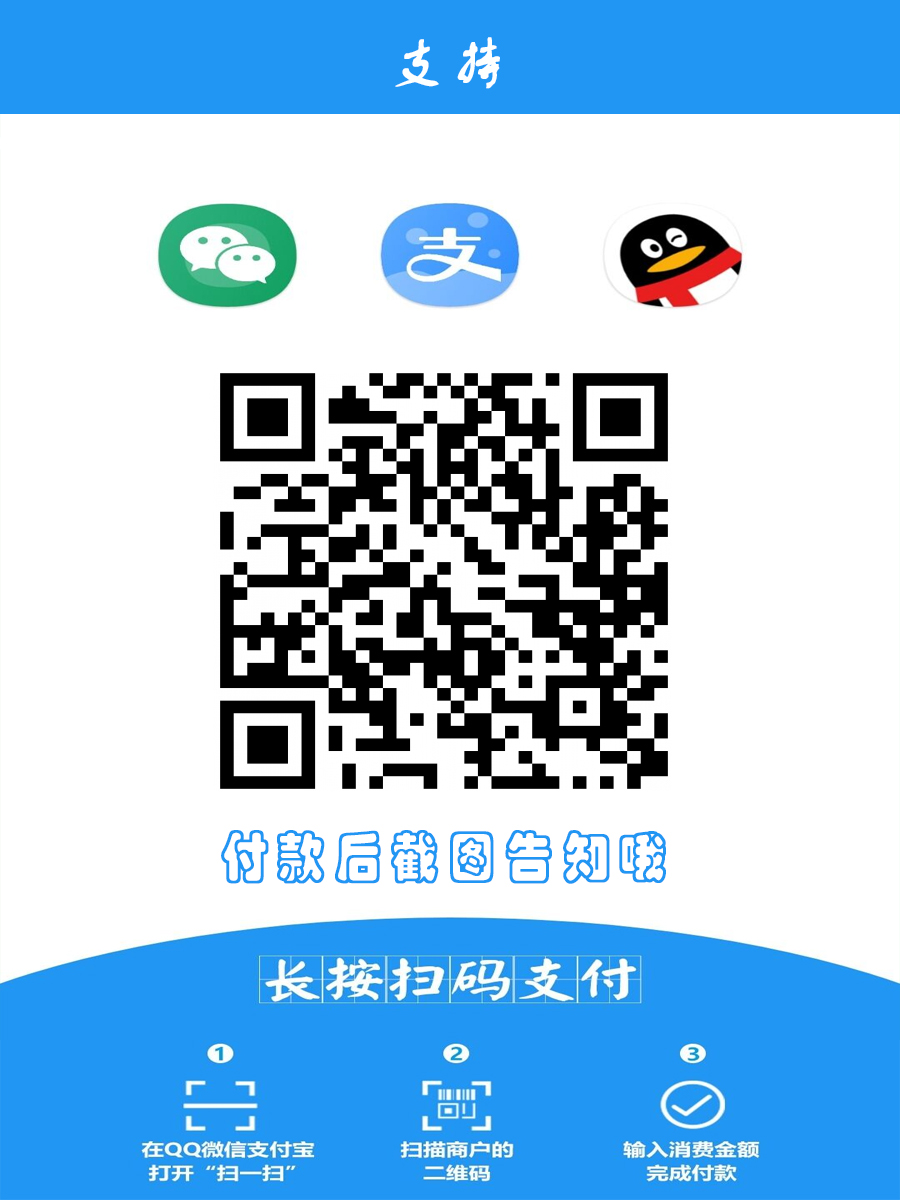 支持
支
付款后截图告知哦
长按扫码支付
1
2
3
在QQ微信支付宝
打开“扫一扫”
扫描商户的
二维码
输入消费金额
完成付款